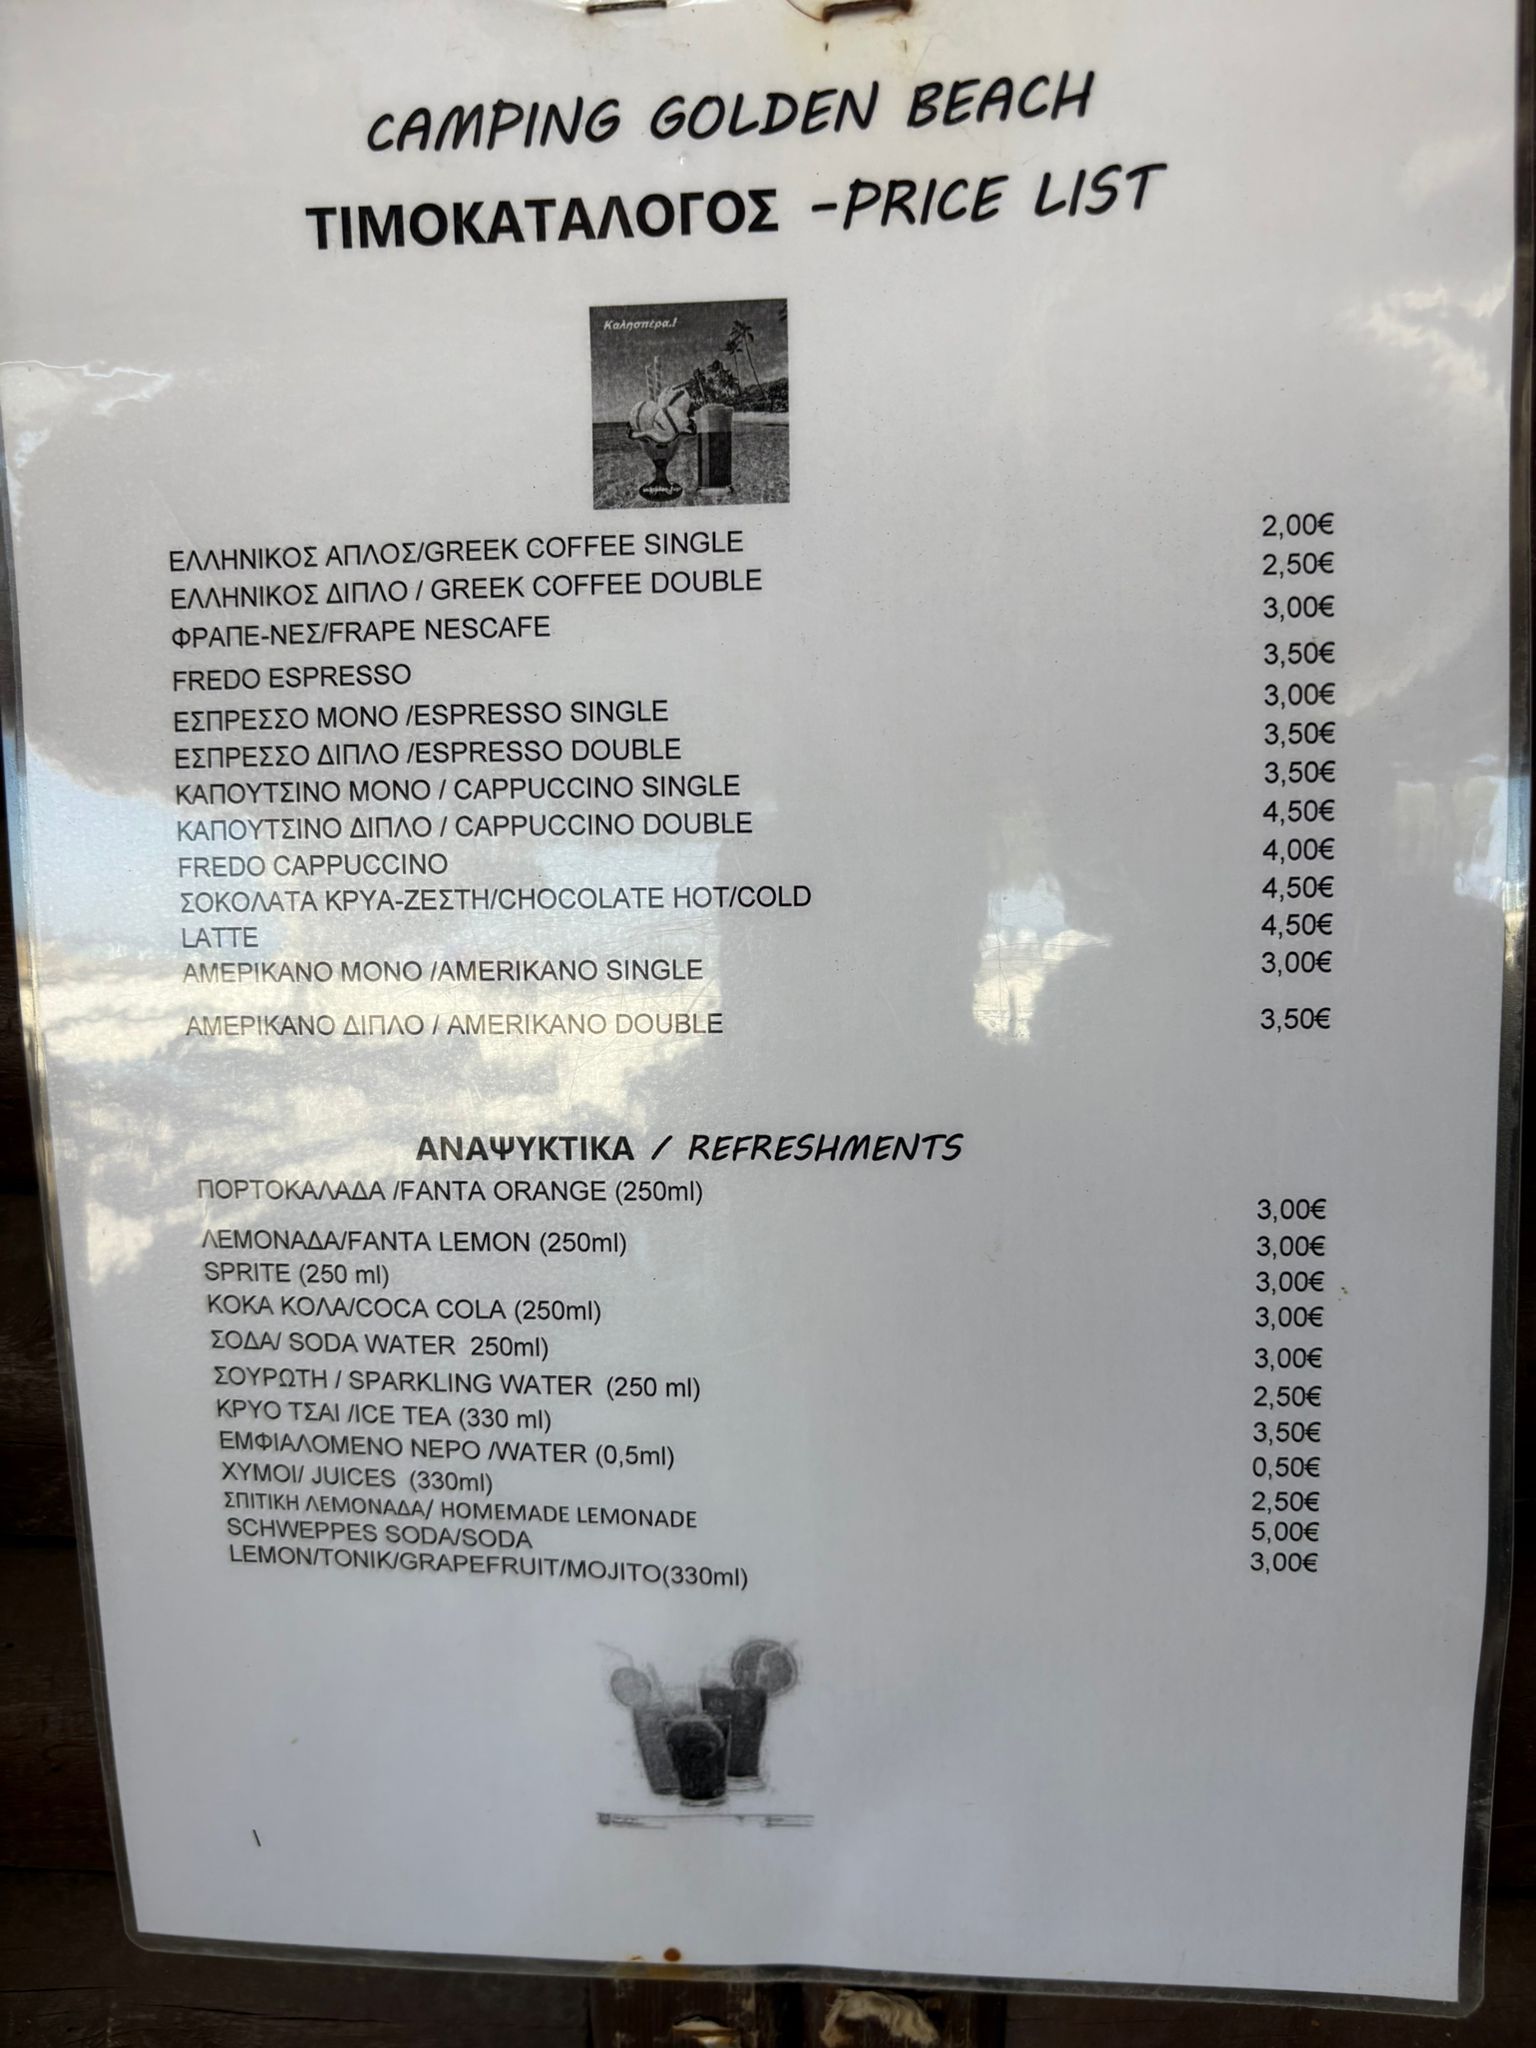 CAMPING GOLDEN BEACH
ΤΙΜΟΚΑΤΑΛΟΓΟΣ -PRICE LIST
Καλησπέρα.!
ΕΛΛΗΝΙΚΟΣ ΑΠΛΟΣ/GREEK COFFEE SINGLE 2,00€
ΕΛΛΗΝΙΚΟΣ ΔΙΠΛΟ / GREEK COFFEE DOUBLE 2,50€
ΦΡΑΠΕ-ΝΕΣ/FRAPE NESCAFE 3,00€
FREDO ESPRESSO 3,50€
ΕΣΠΡΕΣΣΟ ΜΟΝΟ /ESPRESSO SINGLE 3,00€
ΕΣΠΡΕΣΣΟ ΔΙΠΛΟ /ESPRESSO DOUBLE 3,50€
ΚΑΠΟΥΤΣΙΝΟ ΜΟΝΟ / CAPPUCCINO SINGLE 3,50€
ΚΑΠΟΥΤΣΙΝΟ ΔΙΠΛΟ / CAPPUCCINO DOUBLE 4,50€
FREDO CAPPUCCINO 4,00€
ΣΟΚΟΛΑΤΑ ΚΡΥΑ-ΖΕΣΤΗ/CHOCOLATE HOT/COLD 4,50€
LATTE 4,50€
ΑΜΕΡΙΚΑΝΟ ΜΟΝΟ /AMERIKANO SINGLE 3,00€
ΑΜΕΡΙΚΑΝΟ ΔΙΠΛΟ / AMERIKANO DOUBLE 3,50€
ΑΝΑΨΥΚΤΙΚΑ / REFRESHMENTS
ΠΟΡΤΟΚΑΛΑΔΑ /FANTA ORANGE (250ml) 3,00€
ΛΕΜΟΝΑΔΑ/FANTA LEMON (250ml) 3,00€
SPRITE (250 ml) 3,00€
ΚΟΚΑ ΚΟΛΑ/COCA COLA (250ml) 3,00€
ΣΟΔΑ/ SODA WATER 250ml) 3,00€
ΣΟΥΡΩΤΗ / SPARKLING WATER (250 ml) 2,50€
ΚΡΥΟ ΤΣΑΙ /ICE TEA (330 ml) 3,50€
ΕΜΦΙΑΛΟΜΕΝΟ ΝΕΡΟ /WATER (0,5ml) 0,50€
ΧΥΜΟΙ/ JUICES (330ml) 2,50€
ΣΠΙΤΙΚΗ ΛΕΜΟΝΑΔΑ/ HOMEMADE LEMONADE 5,00€
SCHWEPPES SODA/SODA 3,00€
LEMON/TONIK/GRAPEFRUIT/MOJITO(330ml)